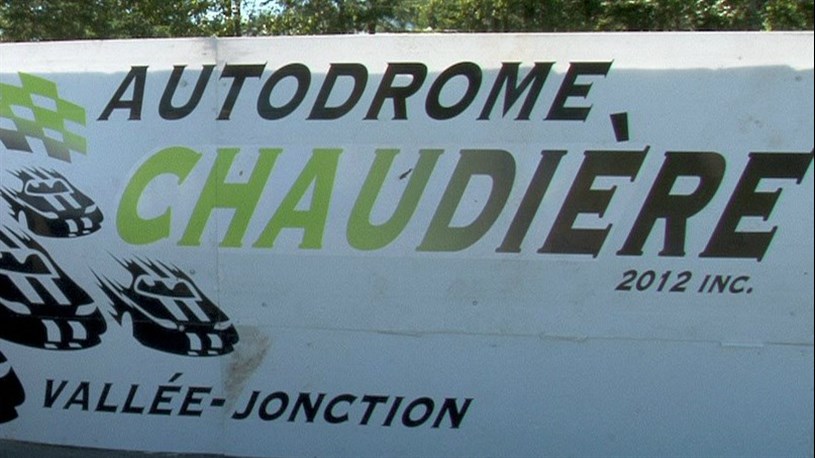 AUTODROME
CHAUDIÈRE
2012 INC.
VALLÉE-JONCTION